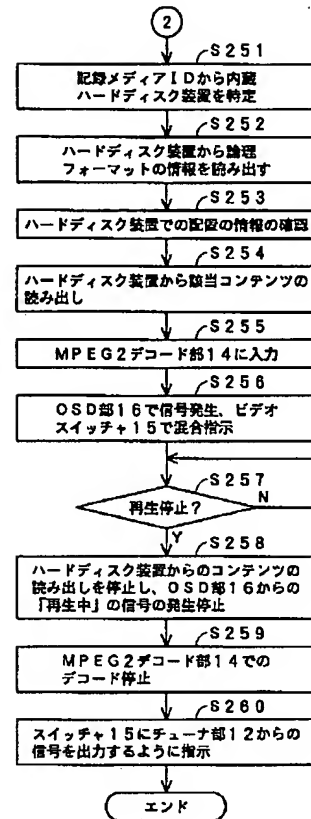 2
S251
記録メディアIDから内蔵
ハードディスク装置を特定
S252
ハードディスク装置から論理
フォーマットの情報を読み出す
S253
ハードディスク装置での配置の情報の確認
S254
ハードディスク装置から該当コンテンツの
読み出し
S255
MPEG2デコード部14に入力
S256
OSD部16で信号発生、ビデオ
スイッチャ15で混合指示
S257
再生停止?
N
Y
S258
ハードディスク装置からのコンテンツの
読み出しを停止し、OSD部16からの
「再生中」の信号の発生停止
S259
MPEG2デコード部14での
デコード停止
S260
スイッチャ15にチューナ部12からの
信号を出力するように指示
エンド